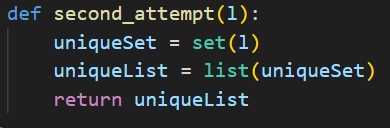 def second_attempt(l):
    uniqueSet = set(l)
    uniqueList = list(uniqueSet)
    return uniqueList